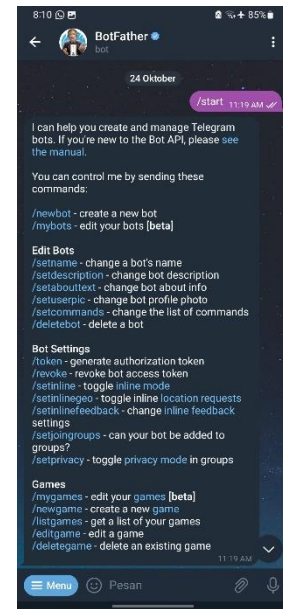 8:10
85%
BotFather
bot
24 Oktober
/start 11:19 AM
I can help you create and manage Telegram
bots. If you're new to the Bot API, please see
the manual.
You can control me by sending these
commands:
/newbot - create a new bot
/mybots - edit your bots [beta]
Edit Bots
/setname - change a bot's name
/setdescription - change bot description
/setabouttext - change bot about info
/setuserpic - change bot profile photo
/setcommands - change the list of commands
/deletebot - delete a bot
Bot Settings
/token - generate authorization token
/revoke - revoke bot access token
/setinline - toggle inline mode
/setinlinegeo - toggle inline location requests
/setinlinefeedback - change inline feedback
settings
/setjoingroups - can your bot be added to
groups?
/setprivacy - toggle privacy mode in groups
Games
/mygames - edit your games [beta]
/newgame - create a new game
/listgames - get a list of your games
/editgame - edit a game
/deletegame - delete an existing game
11:19 AM
Menu
Pesan